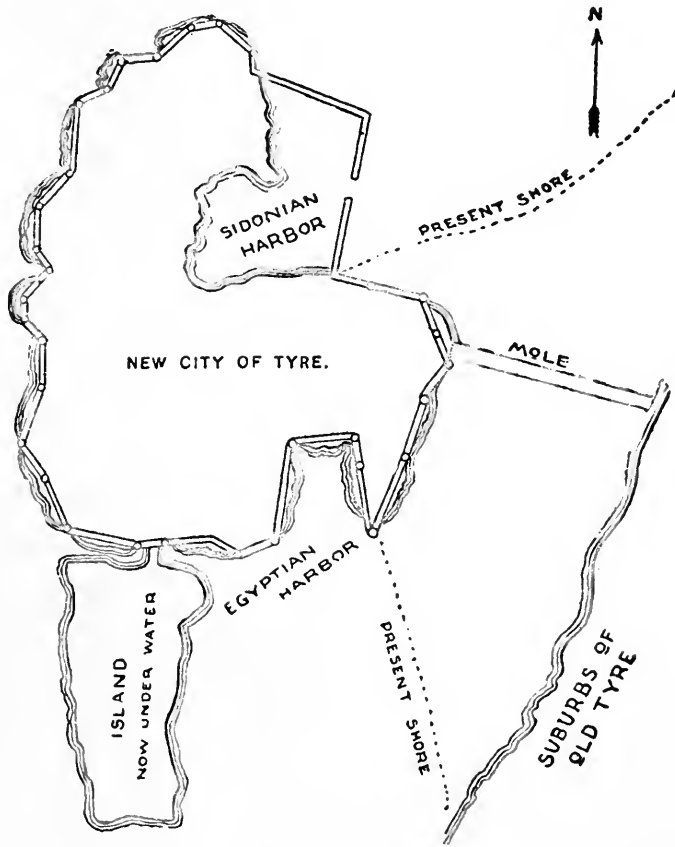 N
PRESENT SHORE
SIDONIAN
HARBOR
MOLE
NEW CITY OF TYRE.
EGYPTIAN
HARBOR
PRESENT SHORE
SUBURBS OF
OLD TYRE
ISLAND
NOW UNDER WATER